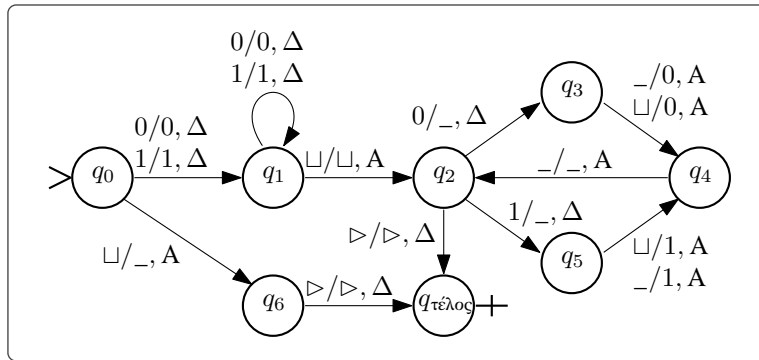 0/0, Δ
1/1, Δ
0/0, Δ
1/1, Δ
q0
q1
⊔/⊔, Α
0/_, Δ
q2
q3
_/0, Α
⊔/0, Α
_/_, Α
q4
1/_, Δ
q5
⊔/1, Α
_/1, Α
⊔/_, Α
q6
▷/▷, Δ
▷/▷, Δ
qτέλος